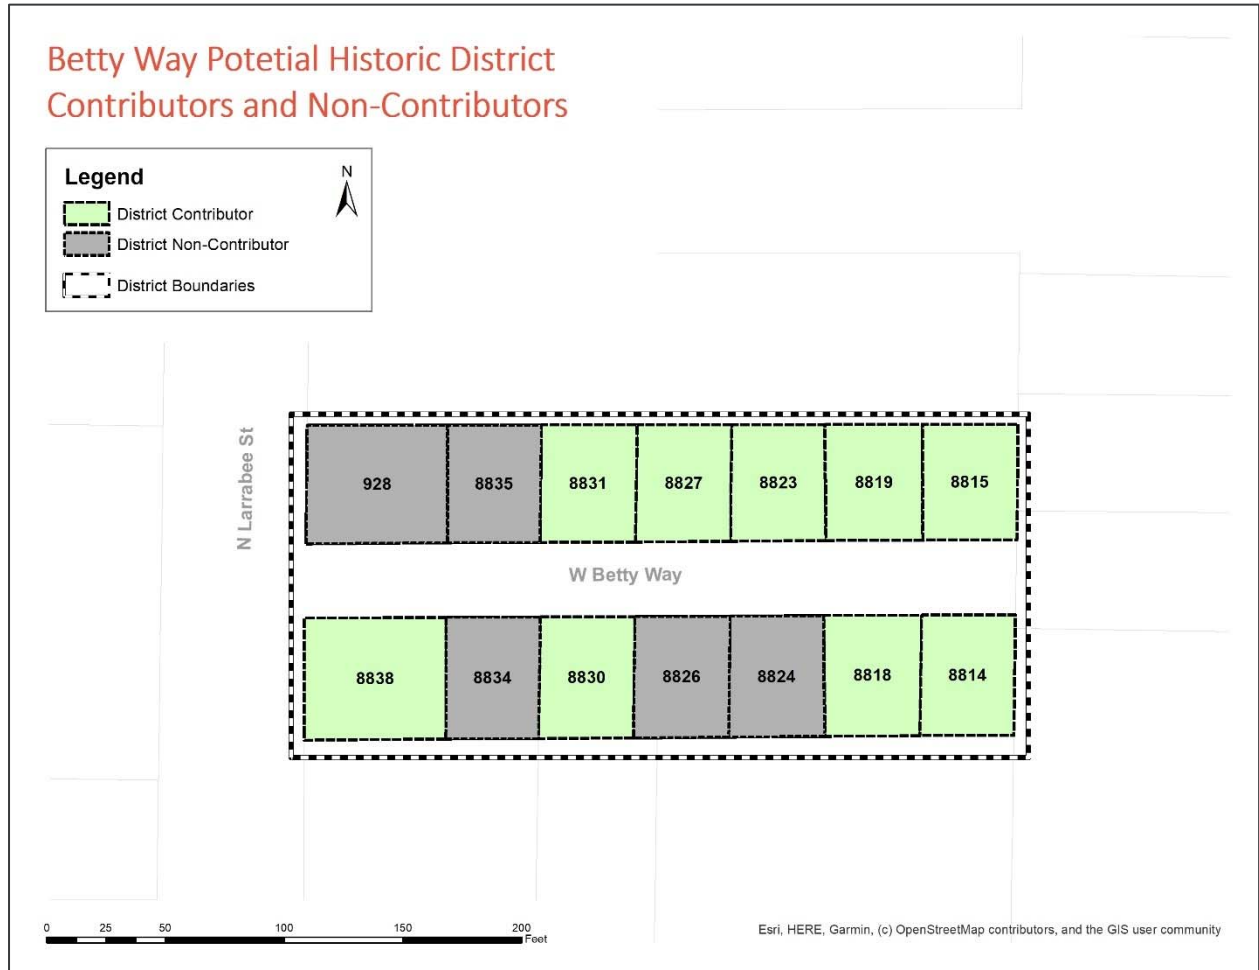 Betty Way Potetial Historic District
Contributors and Non-Contributors
Legend
N
District Contributor
District Non-Contributor
District Boundaries
N Larrabee St
928 8835 8831 8827 8823 8819 8815
W Betty Way
8838 8834 8830 8826 8824 8818 8814
0 25 50 100 150 200
Feet
Esri, HERE, Garmin, (c) OpenStreetMap contributors, and the GIS user community